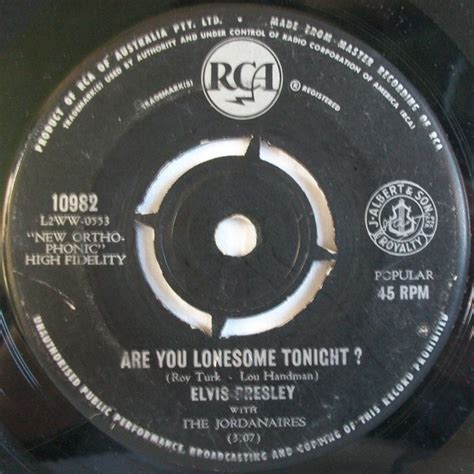 PRODUCT OF RCA OF AUSTRALIA PTY. LTD. • MADE FROM MASTER RECORDING OF RCA
TRADEMARK(S) USED BY AUTHORITY AND UNDER CONTROL OF RADIO CORPORATION OF AMERICA (RCA)
RCA
TRADEMARK(S) ® REGISTERED
10982
L2WW-0553
"NEW ORTHO-
PHONIC"
HIGH FIDELITY
J. ALBERT & SON PTY. LTD.
ROYALTY
POPULAR
45 RPM
ARE YOU LONESOME TONIGHT ?
(Roy Turk - Lou Handman)
ELVIS PRESLEY
WITH
THE JORDANAIRES
(3.07)
UNAUTHORISED PUBLIC PERFORMANCE, BROADCASTING AND COPYING OF THIS RECORD PROHIBITED